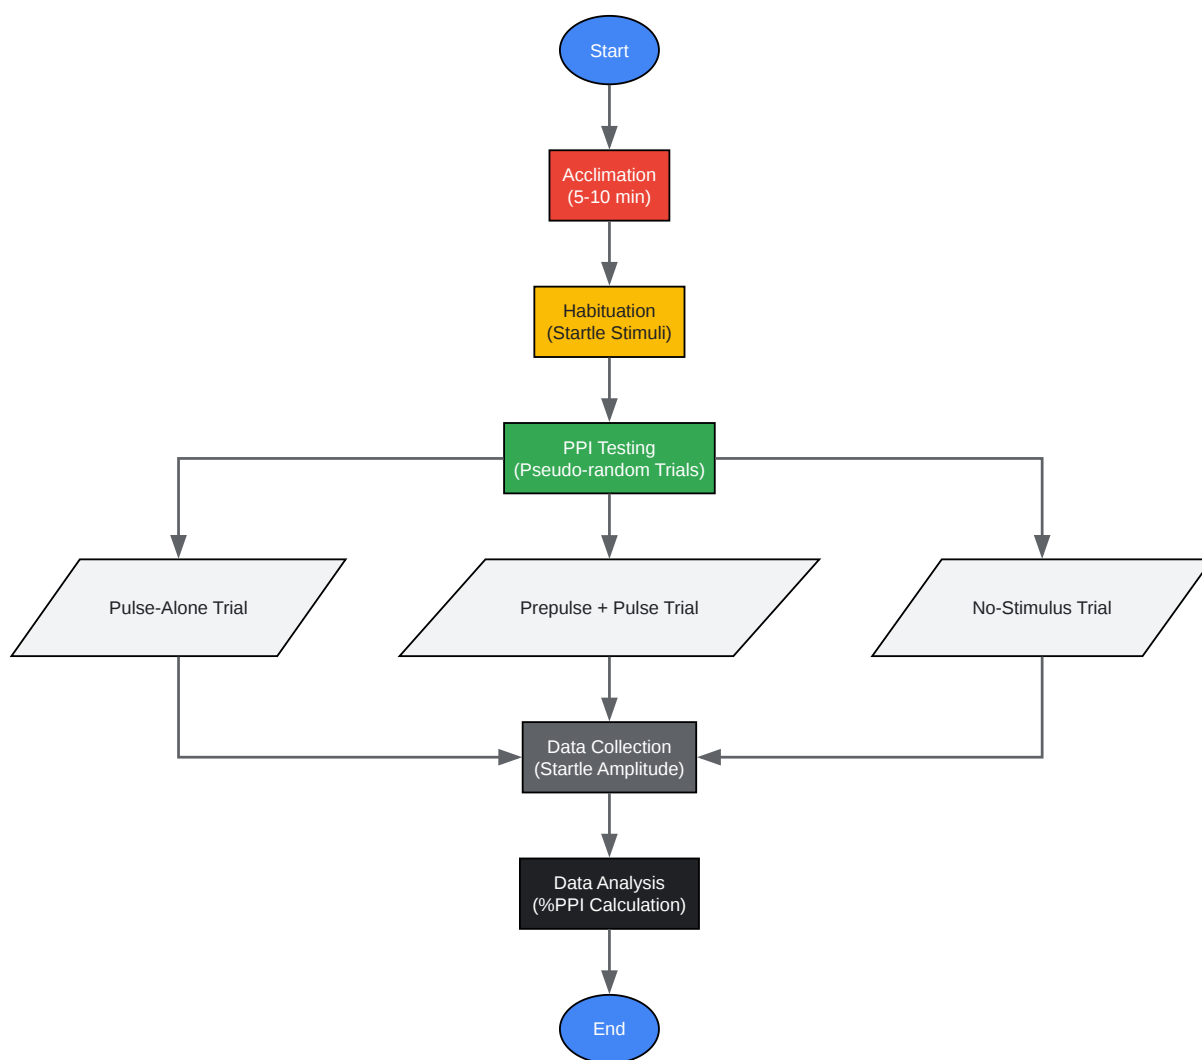 Start
Acclimation
(5-10 min)
Habituation
(Startle Stimuli)
PPI Testing
(Pseudo-random Trials)
Pulse-Alone Trial
Prepulse + Pulse Trial
No-Stimulus Trial
Data Collection
(Startle Amplitude)
Data Analysis
(%PPI Calculation)
End